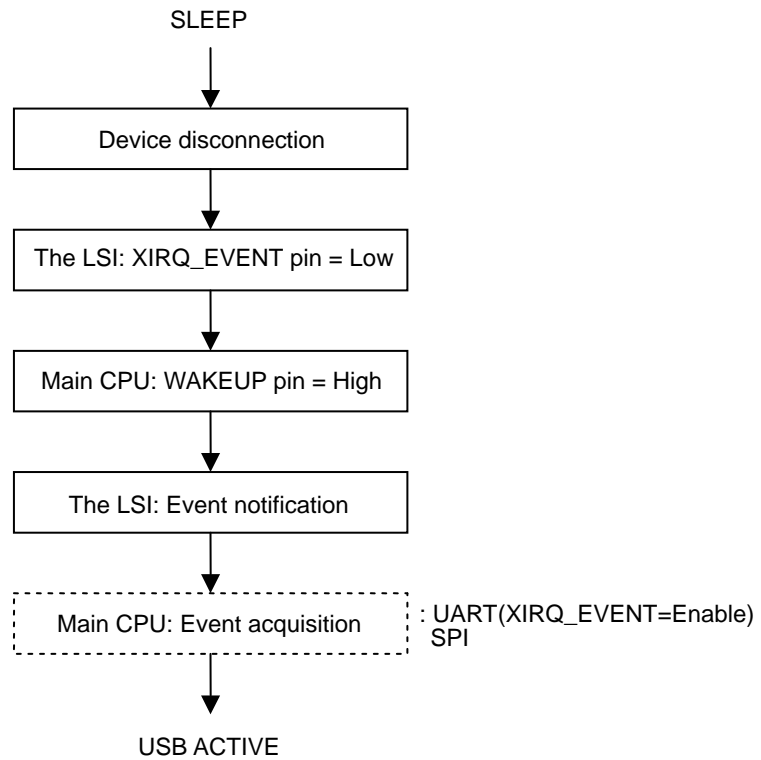 SLEEP
Device disconnection
The LSI: XIRQ_EVENT pin = Low
Main CPU: WAKEUP pin = High
The LSI: Event notification
Main CPU: Event acquisition
: UART(XIRQ_EVENT=Enable)
SPI
USB ACTIVE